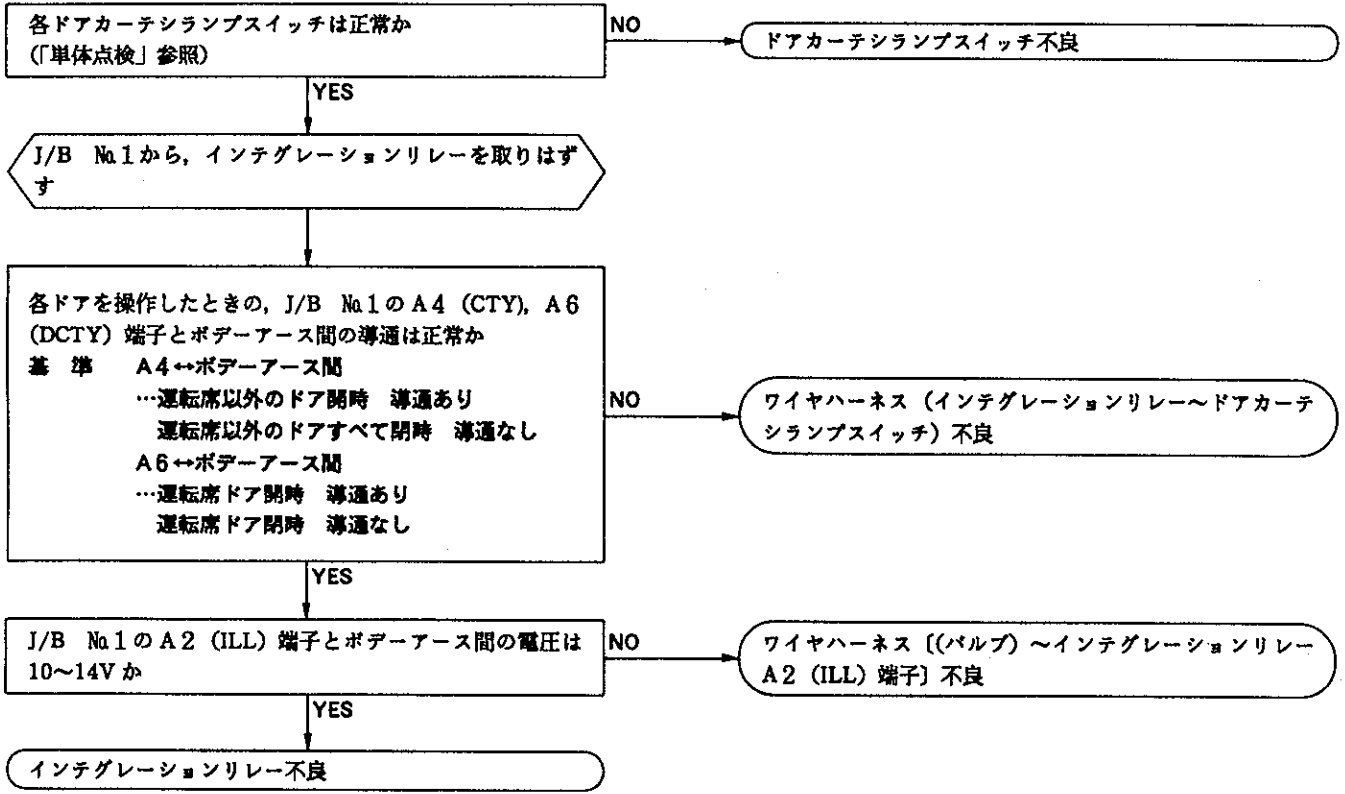 各ドアカーテシランプスイッチは正常か
(「単体点検」参照)
NO
ドアカーテシランプスイッチ不良
YES
J/B №1から，インテグレーションリレーを取りはず
す
各ドアを操作したときの，J/B №1のA4 (CTY)，A6
(DCTY) 端子とボデーアース間の導通は正常か
基 準 A4↔ボデーアース間
…運転席以外のドア開時 導通あり
運転席以外のドアすべて閉時 導通なし
A6↔ボデーアース間
…運転席ドア開時 導通あり
運転席ドア閉時 導通なし
NO
ワイヤハーネス (インテグレーションリレー～ドアカーテ
シランプスイッチ) 不良
YES
J/B №1のA2 (ILL) 端子とボデーアース間の電圧は
10～14Vか
NO
ワイヤハーネス〔(バルブ) ～インテグレーションリレー
A2 (ILL) 端子〕不良
YES
インテグレーションリレー不良